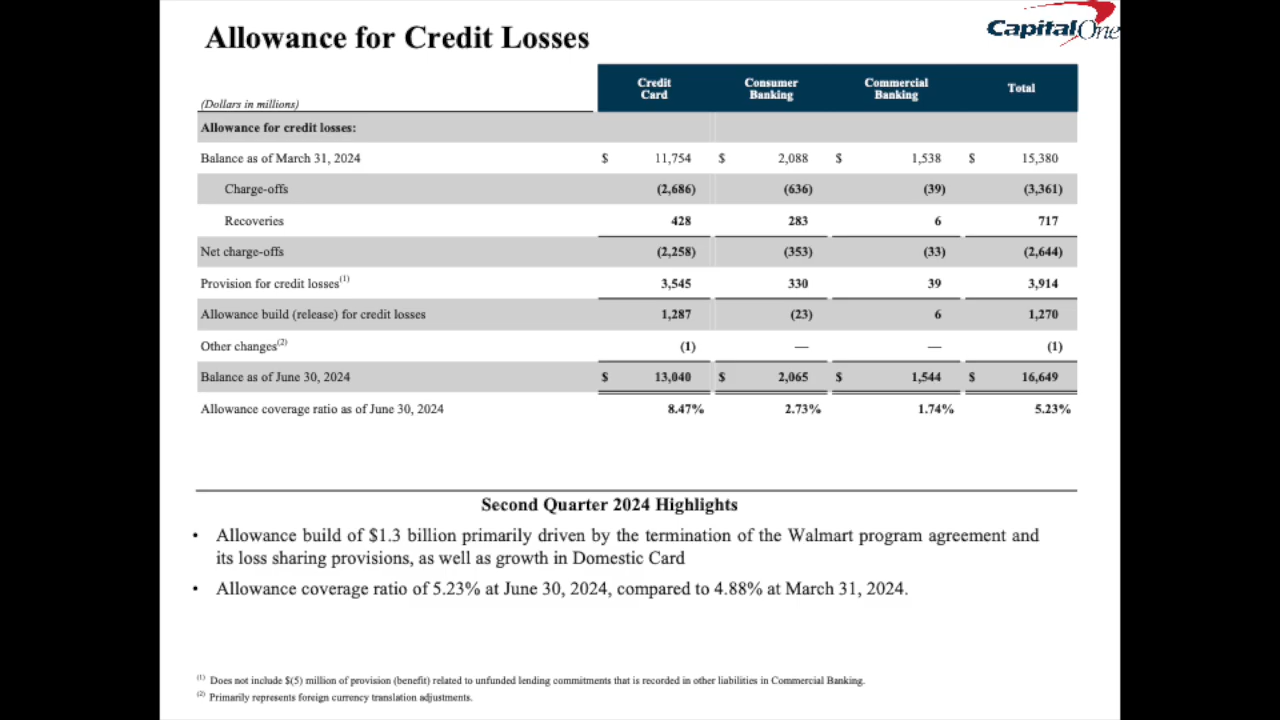 Allowance for Credit Losses
CapitalOne
(Dollars in millions) Credit Card Consumer Banking Commercial Banking Total
Allowance for credit losses:
Balance as of March 31, 2024 $ 11,754 $ 2,088 $ 1,538 $ 15,380
Charge-offs (2,686) (636) (39) (3,361)
Recoveries 428 283 6 717
Net charge-offs (2,258) (353) (33) (2,644)
Provision for credit losses(1) 3,545 330 39 3,914
Allowance build (release) for credit losses 1,287 (23) 6 1,270
Other changes(2) (1) — — (1)
Balance as of June 30, 2024 $ 13,040 $ 2,065 $ 1,544 $ 16,649
Allowance coverage ratio as of June 30, 2024 8.47% 2.73% 1.74% 5.23%
Second Quarter 2024 Highlights
• Allowance build of $1.3 billion primarily driven by the termination of the Walmart program agreement and
its loss sharing provisions, as well as growth in Domestic Card
• Allowance coverage ratio of 5.23% at June 30, 2024, compared to 4.88% at March 31, 2024.
(1) Does not include $(5) million of provision (benefit) related to unfunded lending commitments that is recorded in other liabilities in Commercial Banking.
(2) Primarily represents foreign currency translation adjustments.